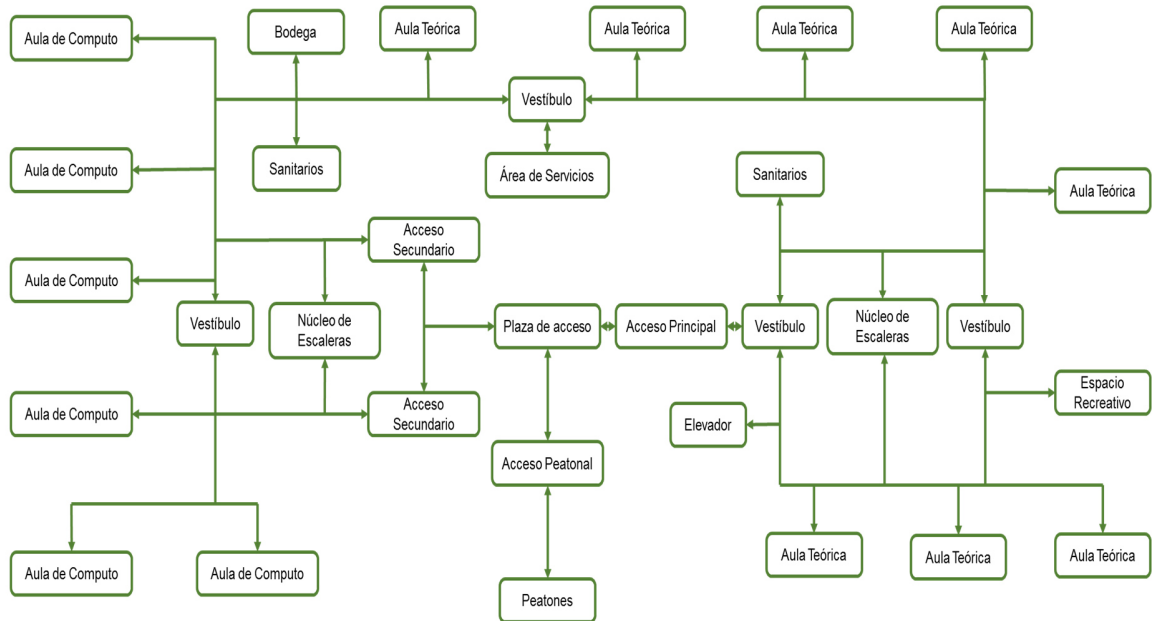 Aula de Computo
Bodega
Aula Teórica
Aula Teórica
Aula Teórica
Aula Teórica
Vestíbulo
Aula de Computo
Sanitarios
Área de Servicios
Sanitarios
Aula Teórica
Acceso
Secundario
Aula de Computo
Vestíbulo
Núcleo de
Escaleras
Plaza de acceso
Acceso Principal
Vestíbulo
Núcleo de
Escaleras
Vestíbulo
Aula de Computo
Acceso
Secundario
Elevador
Espacio
Recreativo
Acceso Peatonal
Aula de Computo
Aula de Computo
Aula Teórica
Aula Teórica
Aula Teórica
Peatones